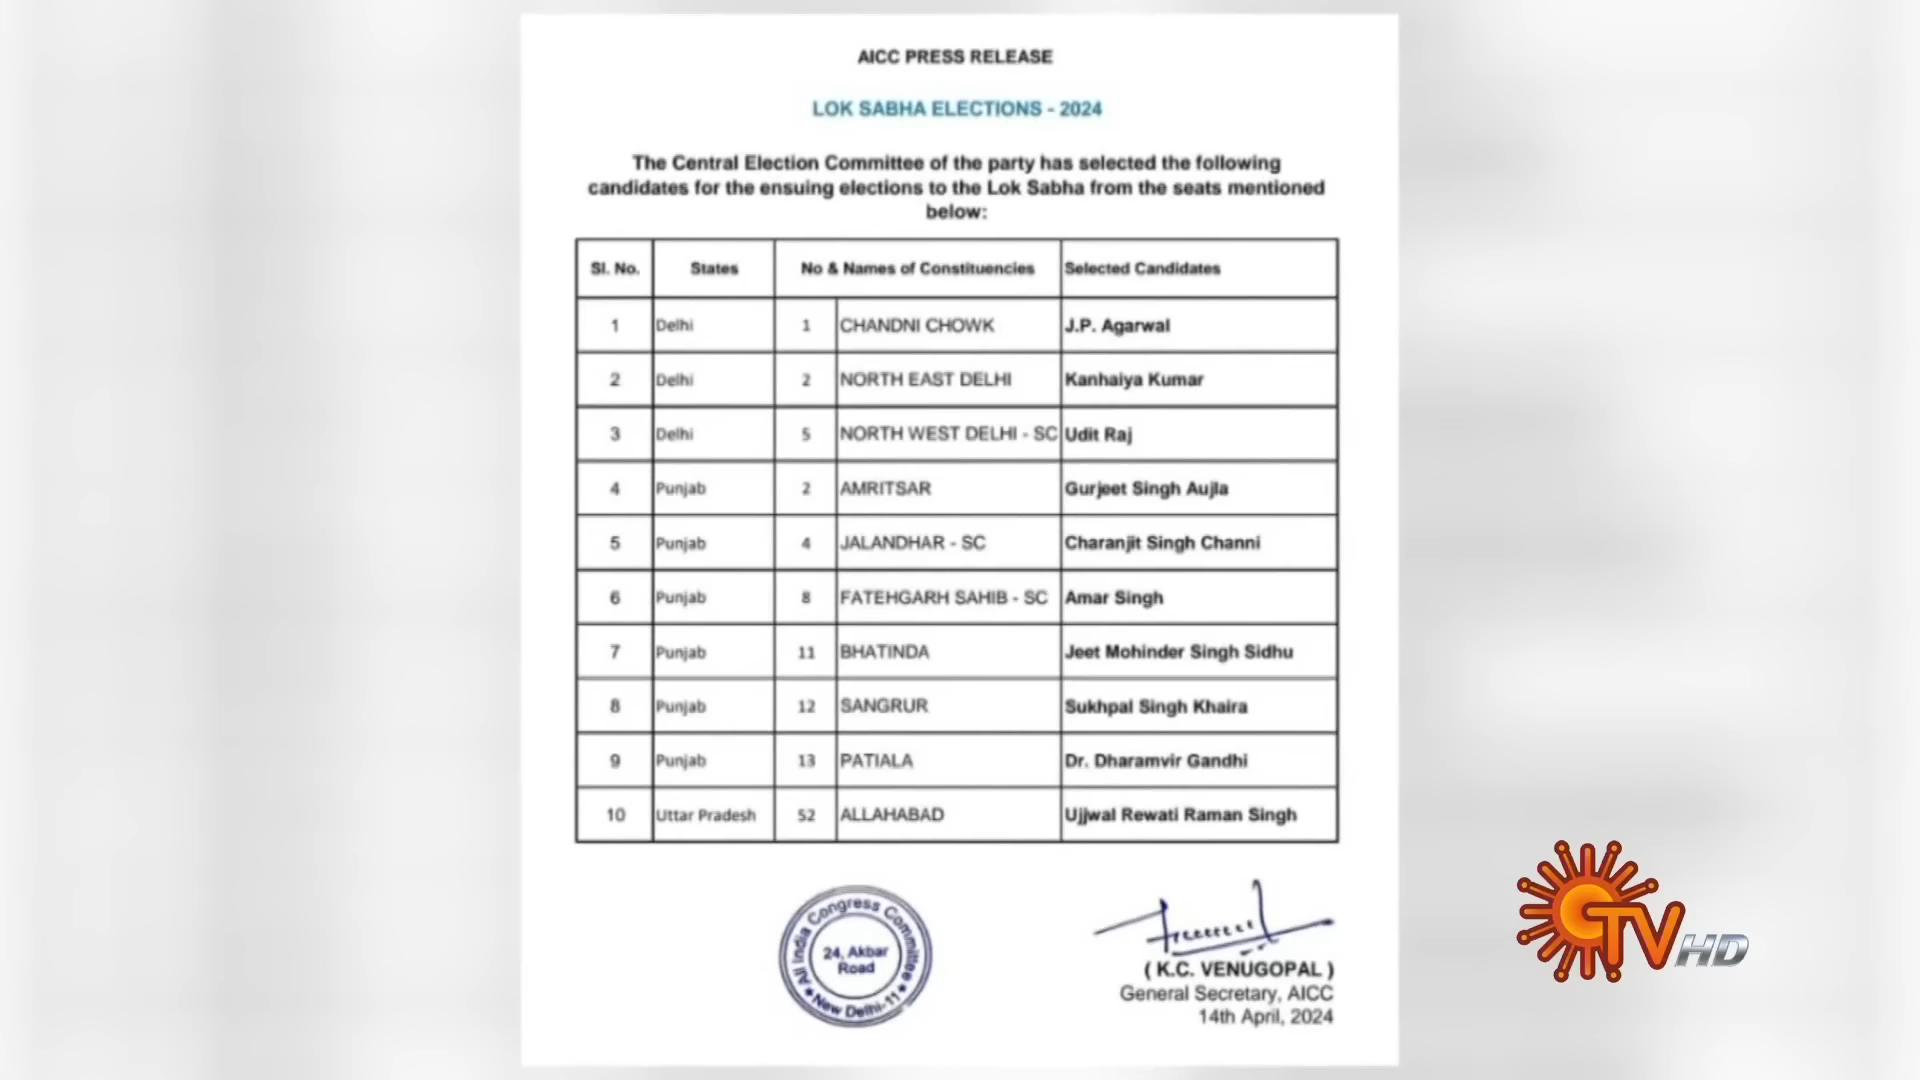 AICC PRESS RELEASE
LOK SABHA ELECTIONS - 2024
The Central Election Committee of the party has selected the following
candidates for the ensuing elections to the Lok Sabha from the seats mentioned
below:
Sl. No. States No & Names of Constituencies Selected Candidates
1 Delhi 1 CHANDNI CHOWK J.P. Agarwal
2 Delhi 2 NORTH EAST DELHI Kanhaiya Kumar
3 Delhi 5 NORTH WEST DELHI - SC Udit Raj
4 Punjab 2 AMRITSAR Gurjeet Singh Aujla
5 Punjab 4 JALANDHAR - SC Charanjit Singh Channi
6 Punjab 8 FATEHGARH SAHIB - SC Amar Singh
7 Punjab 11 BHATINDA Jeet Mohinder Singh Sidhu
8 Punjab 12 SANGRUR Sukhpal Singh Khaira
9 Punjab 13 PATIALA Dr. Dharamvir Gandhi
10 Uttar Pradesh 52 ALLAHABAD Ujjwal Rewati Raman Singh
All India Congress Committee
24, Akbar
Road
New Delhi-11
( K.C. VENUGOPAL )
General Secretary, AICC
14th April, 2024
TV HD